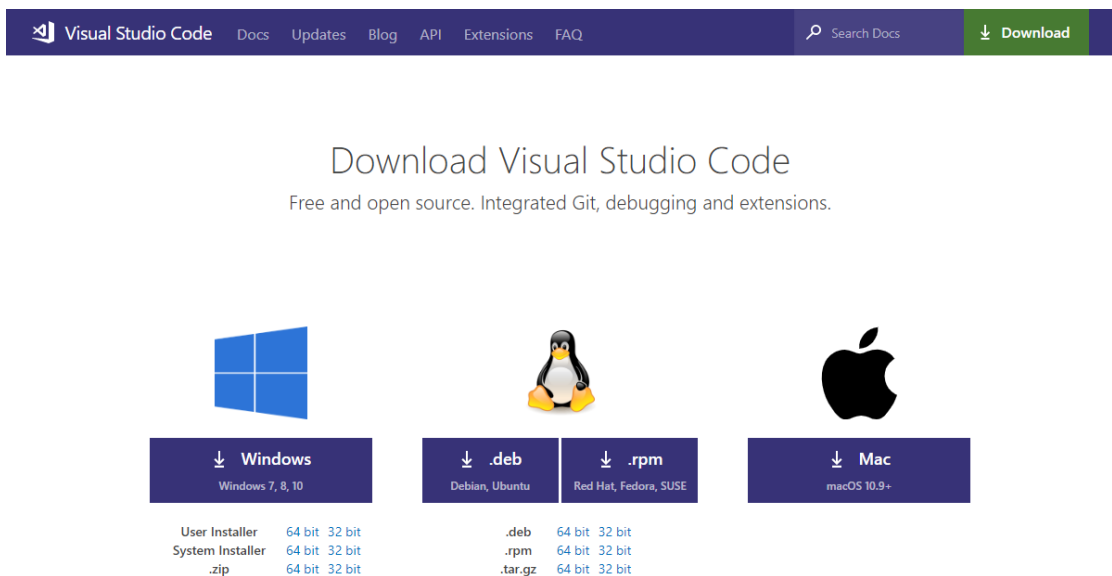 Visual Studio Code Docs Updates Blog API Extensions FAQ Search Docs Download
Download Visual Studio Code
Free and open source. Integrated Git, debugging and extensions.
Windows
Windows 7, 8, 10
.deb
Debian, Ubuntu
.rpm
Red Hat, Fedora, SUSE
Mac
macOS 10.9+
User Installer 64 bit 32 bit
System Installer 64 bit 32 bit
.zip 64 bit 32 bit
.deb 64 bit 32 bit
.rpm 64 bit 32 bit
.tar.gz 64 bit 32 bit